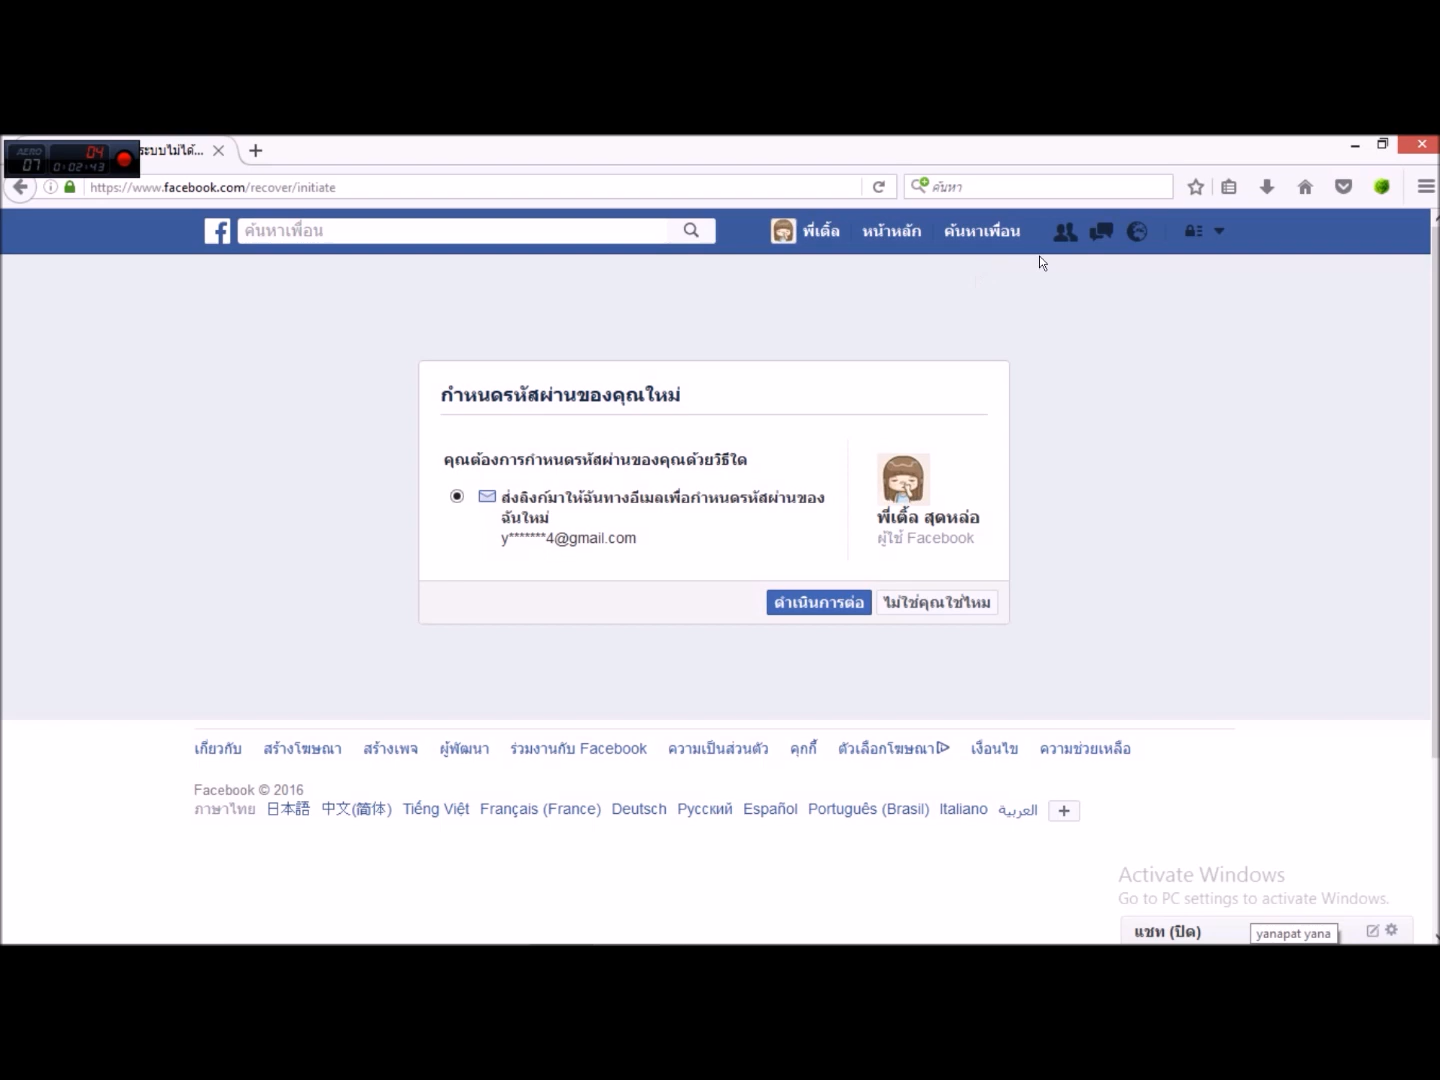 AERO 04
07 0:02:43
ระบบไม่ได้...
https://www.facebook.com/recover/initiate
ค้นหา
ค้นหาเพื่อน
พี่เติ้ล หน้าหลัก ค้นหาเพื่อน
กำหนดรหัสผ่านของคุณใหม่
คุณต้องการกำหนดรหัสผ่านของคุณด้วยวิธีใด
ส่งลิงก์มาให้ฉันทางอีเมลเพื่อกำหนดรหัสผ่านของ
ฉันใหม่
y*******4@gmail.com
พี่เติ้ล สุดหล่อ
ผู้ใช้ Facebook
ดำเนินการต่อ ไม่ใช่คุณใช่ไหม
เกี่ยวกับ สร้างโฆษณา สร้างเพจ ผู้พัฒนา ร่วมงานกับ Facebook ความเป็นส่วนตัว คุกกี้ ตัวเลือกโฆษณา เงื่อนไข ความช่วยเหลือ
Facebook © 2016
ภาษาไทย 日本語 中文(简体) Tiếng Việt Français (France) Deutsch Русский Español Português (Brasil) Italiano العربية
Activate Windows
Go to PC settings to activate Windows.
แชท (ปิด) yanapat yana